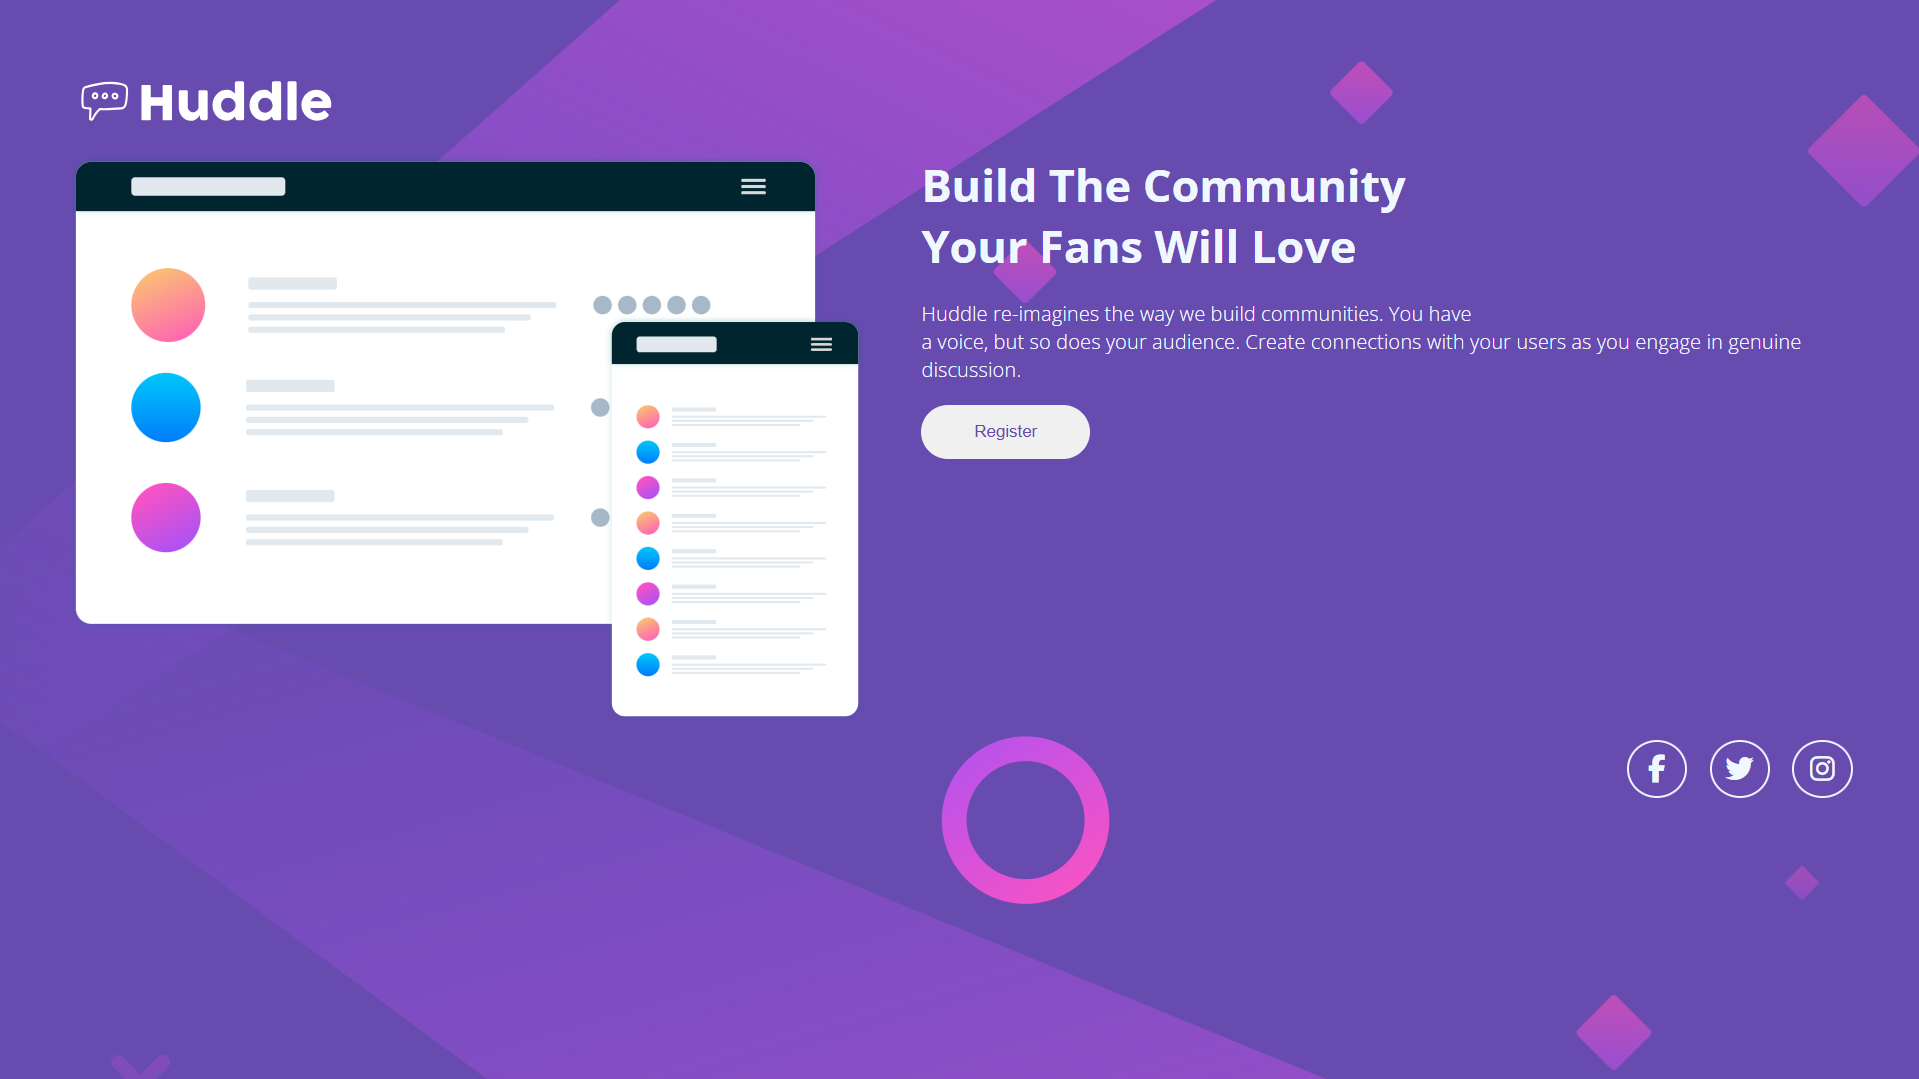 Huddle
Build The Community
Your Fans Will Love
Huddle re-imagines the way we build communities. You have
a voice, but so does your audience. Create connections with your users as you engage in genuine
discussion.
Register